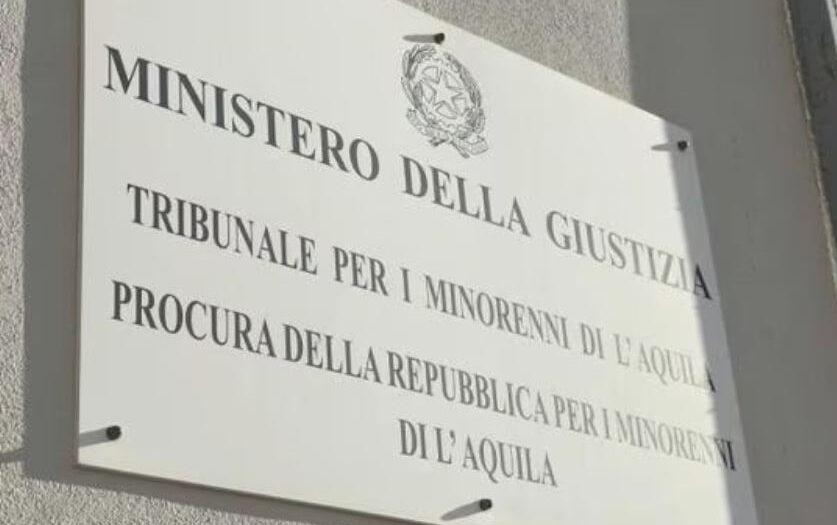 MINISTERO DELLA GIUSTIZIA
TRIBUNALE PER I MINORENNI DI L'AQUILA
PROCURA DELLA REPUBBLICA PER I MINORENNI
DI L'AQUILA